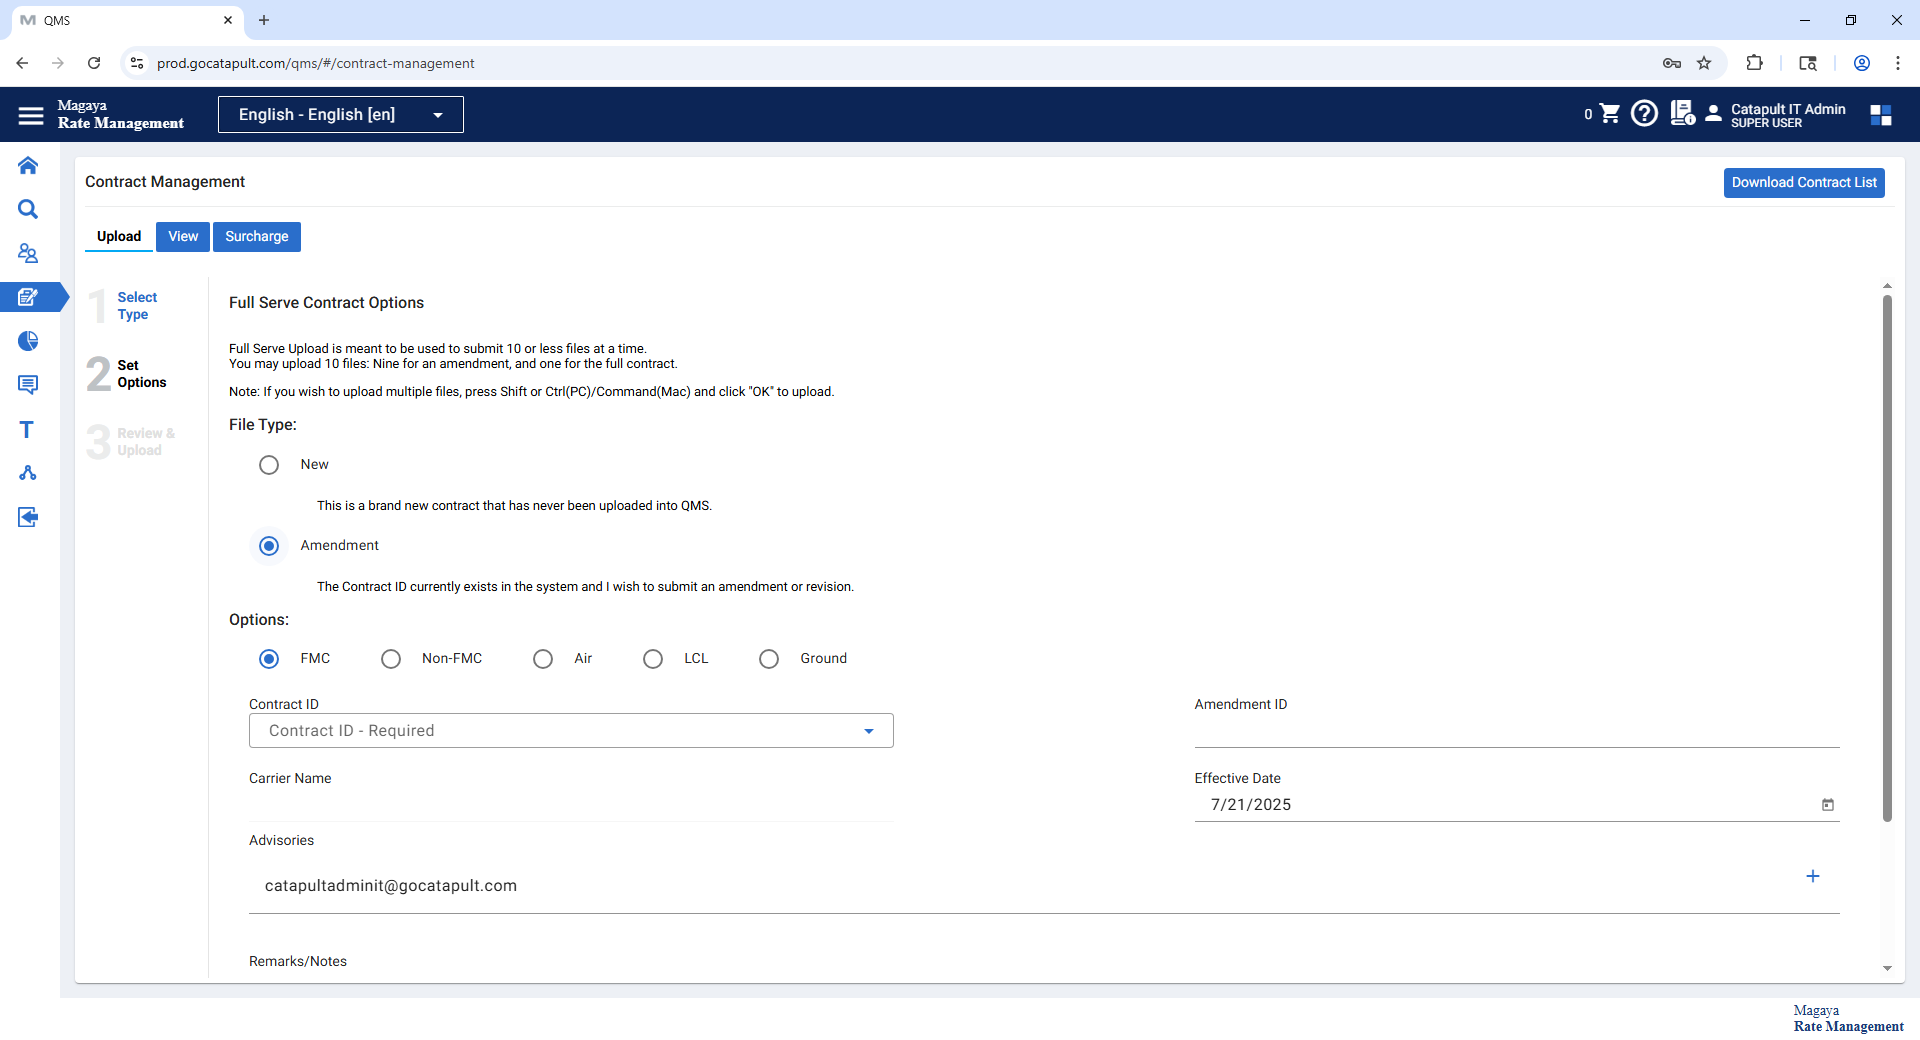 QMS
prod.gocatapult.com/qms/#/contract-management
Magaya
Rate Management
English - English [en]
0
Catapult IT Admin
SUPER USER
Contract Management
Download Contract List
Upload
View
Surcharge
1 Select
Type
2 Set
Options
3 Review &
Upload
Full Serve Contract Options
Full Serve Upload is meant to be used to submit 10 or less files at a time.
You may upload 10 files: Nine for an amendment, and one for the full contract.
Note: If you wish to upload multiple files, press Shift or Ctrl(PC)/Command(Mac) and click "OK" to upload.
File Type:
New
This is a brand new contract that has never been uploaded into QMS.
Amendment
The Contract ID currently exists in the system and I wish to submit an amendment or revision.
Options:
FMC
Non-FMC
Air
LCL
Ground
Contract ID
Contract ID - Required
Amendment ID
Carrier Name
Effective Date
7/21/2025
Advisories
catapultadminit@gocatapult.com
Remarks/Notes
Magaya
Rate Management